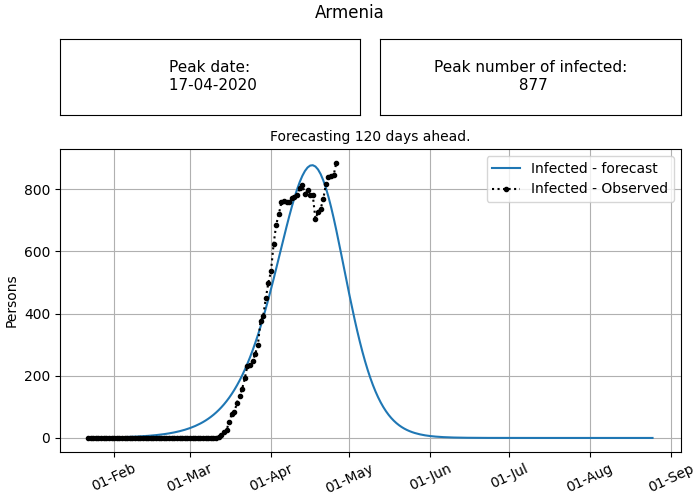 Armenia
Peak date:
17-04-2020
Peak number of infected:
877
Forecasting 120 days ahead.
Infected - forecast
Infected - Observed
Persons
800
600
400
200
0
01-Feb
01-Mar
01-Apr
01-May
01-Jun
01-Jul
01-Aug
01-Sep